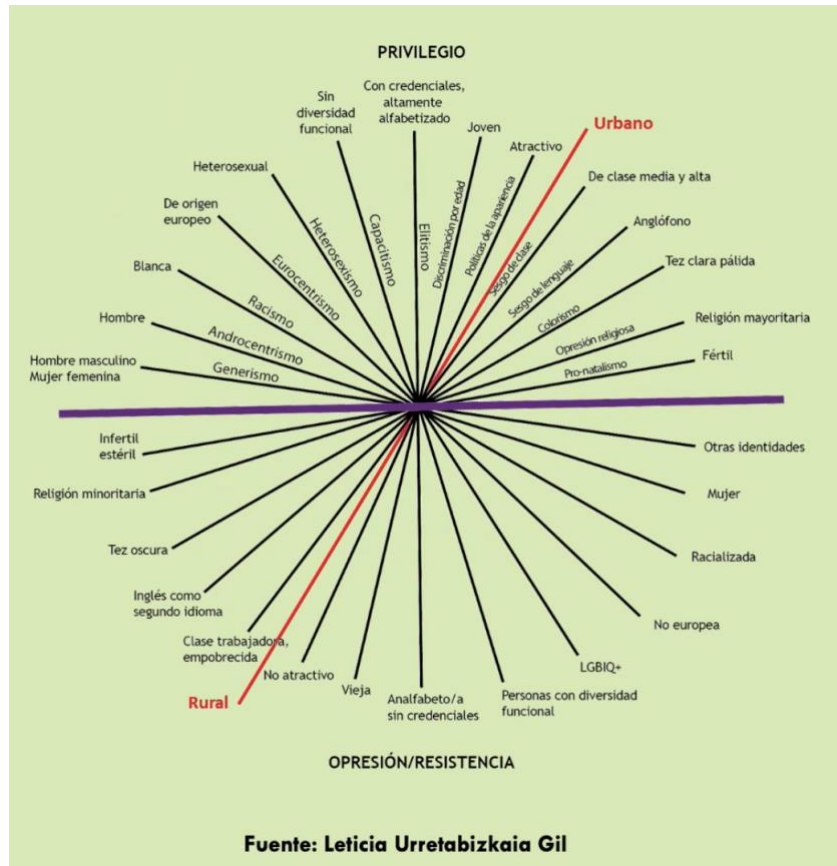 PRIVILEGIO
Con credenciales,
altamente
alfabetizado
Sin
diversidad
funcional
Joven
Urbano
Atractivo
Heterosexual
De clase media y alta
De origen
europeo
Anglófono
Blanca
Tez clara pálida
Hombre
Religión mayoritaria
Hombre masculino
Mujer femenina
Fértil
Generismo
Androcentrismo
Racismo
Eurocentrismo
Heterosexismo
Capacitismo
Elitismo
Discriminación por edad
Políticas de la apariencia
Sesgo de clase
Sesgo de lenguaje
Colorismo
Opresión religiosa
Pro-natalismo
Infertil
estéril
Otras identidades
Religión minoritaria
Mujer
Tez oscura
Racializada
Inglés como
segundo idioma
No europea
Clase trabajadora,
empobrecida
No atractivo
LGBIQ+
Rural
Vieja
Analfabeto/a
sin credenciales
Personas con diversidad
funcional
OPRESIÓN/RESISTENCIA
Fuente: Leticia Urretabizkaia Gil